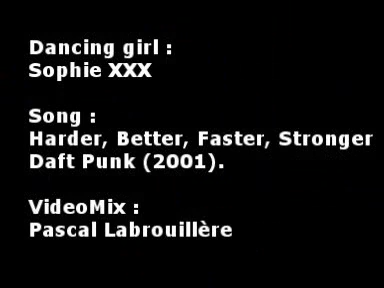 Dancing girl :
Sophie XXX
Song :
Harder, Better, Faster, Stronger
Daft Punk (2001).
VideoMix :
Pascal Labrouillère